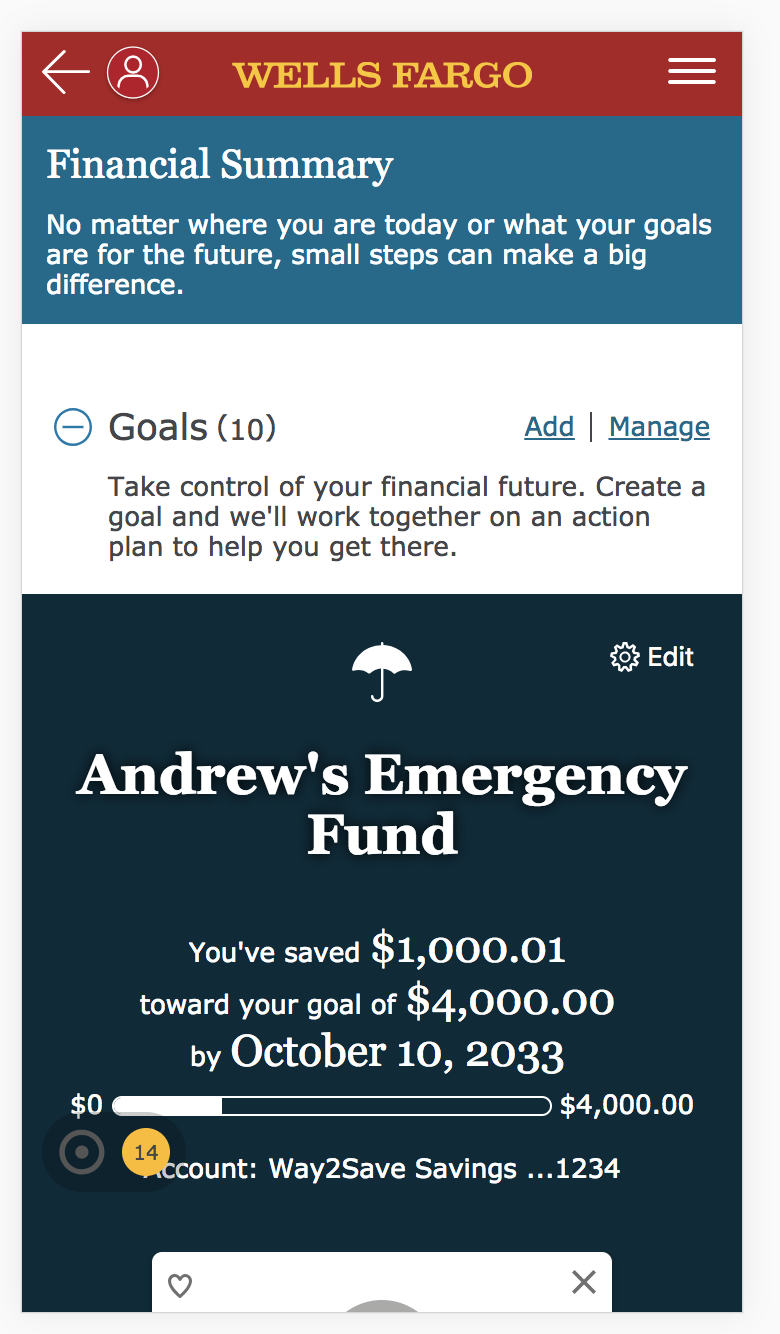 WELLS FARGO
Financial Summary
No matter where you are today or what your goals
are for the future, small steps can make a big
difference.
Goals (10)
Add | Manage
Take control of your financial future. Create a
goal and we'll work together on an action
plan to help you get there.
Edit
Andrew's Emergency
Fund
You've saved $1,000.01
toward your goal of $4,000.00
by October 10, 2033
$0 $4,000.00
14
Account: Way2Save Savings ...1234